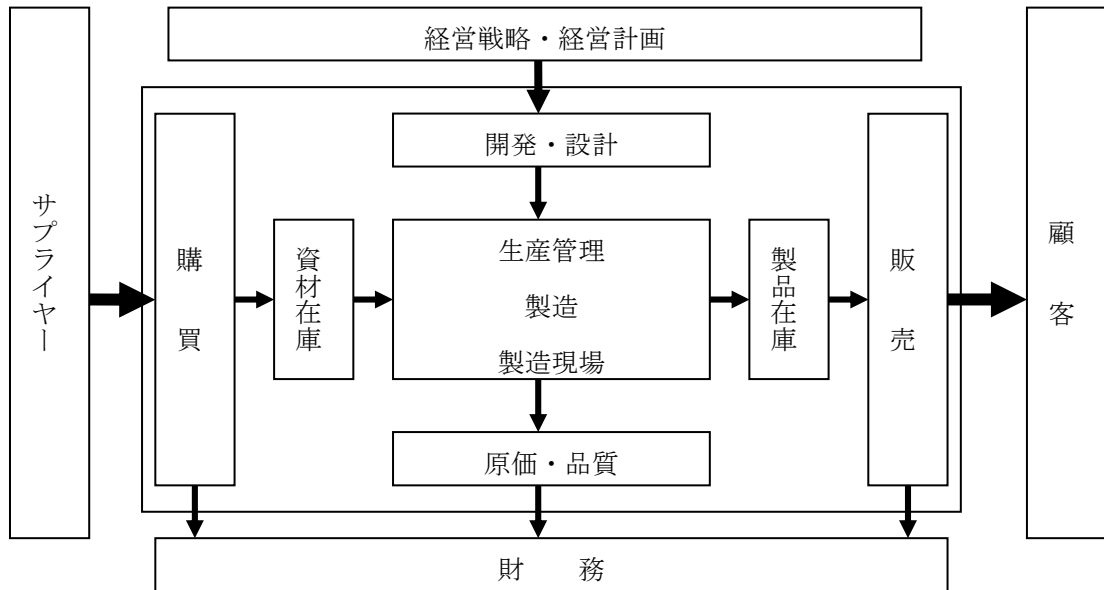 経営戦略・経営計画
サプライヤー
購買
資材在庫
開発・設計
生産管理
製造
製造現場
原価・品質
製品在庫
販売
顧客
財　務